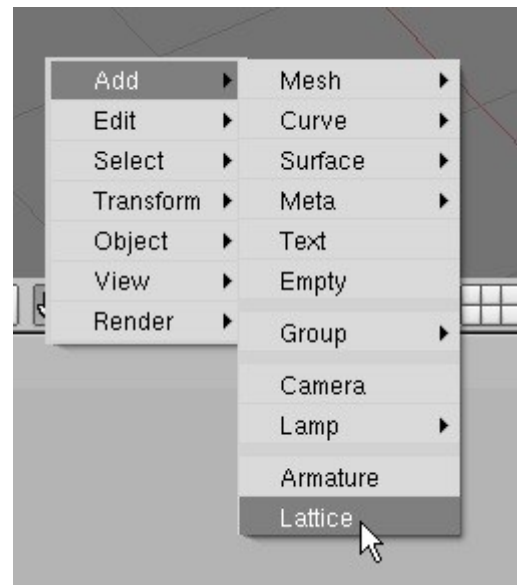 Add
Edit
Select
Transform
Object
View
Render
Mesh
Curve
Surface
Meta
Text
Empty
Group
Camera
Lamp
Armature
Lattice